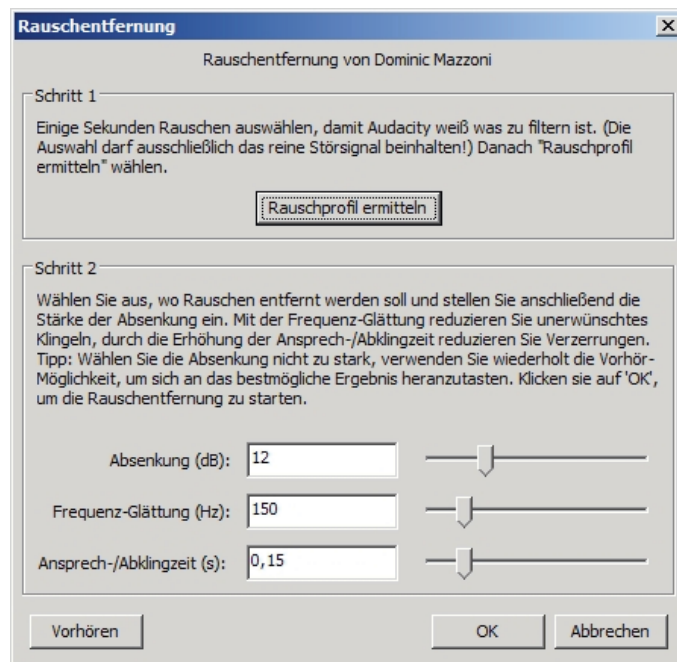 Rauschentfernung
Rauschentfernung von Dominic Mazzoni
Schritt 1
Einige Sekunden Rauschen auswählen, damit Audacity weiß was zu filtern ist. (Die
Auswahl darf ausschließlich das reine Störsignal beinhalten!) Danach "Rauschprofil
ermitteln" wählen.
Rauschprofil ermitteln
Schritt 2
Wählen Sie aus, wo Rauschen entfernt werden soll und stellen Sie anschließend die
Stärke der Absenkung ein. Mit der Frequenz-Glättung reduzieren Sie unerwünschtes
Klingeln, durch die Erhöhung der Ansprech-/Abklingzeit reduzieren Sie Verzerrungen.
Tipp: Wählen Sie die Absenkung nicht zu stark, verwenden Sie wiederholt die Vorhör-
Möglichkeit, um sich an das bestmögliche Ergebnis heranzutasten. Klicken sie auf 'OK',
um die Rauschentfernung zu starten.
Absenkung (dB): 12
Frequenz-Glättung (Hz): 150
Ansprech-/Abklingzeit (s): 0,15
Vorhören OK Abbrechen